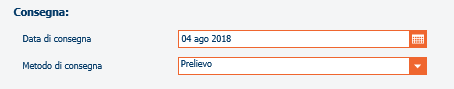 Consegna:
Data di consegna 04 ago 2018
Metodo di consegna Prelievo